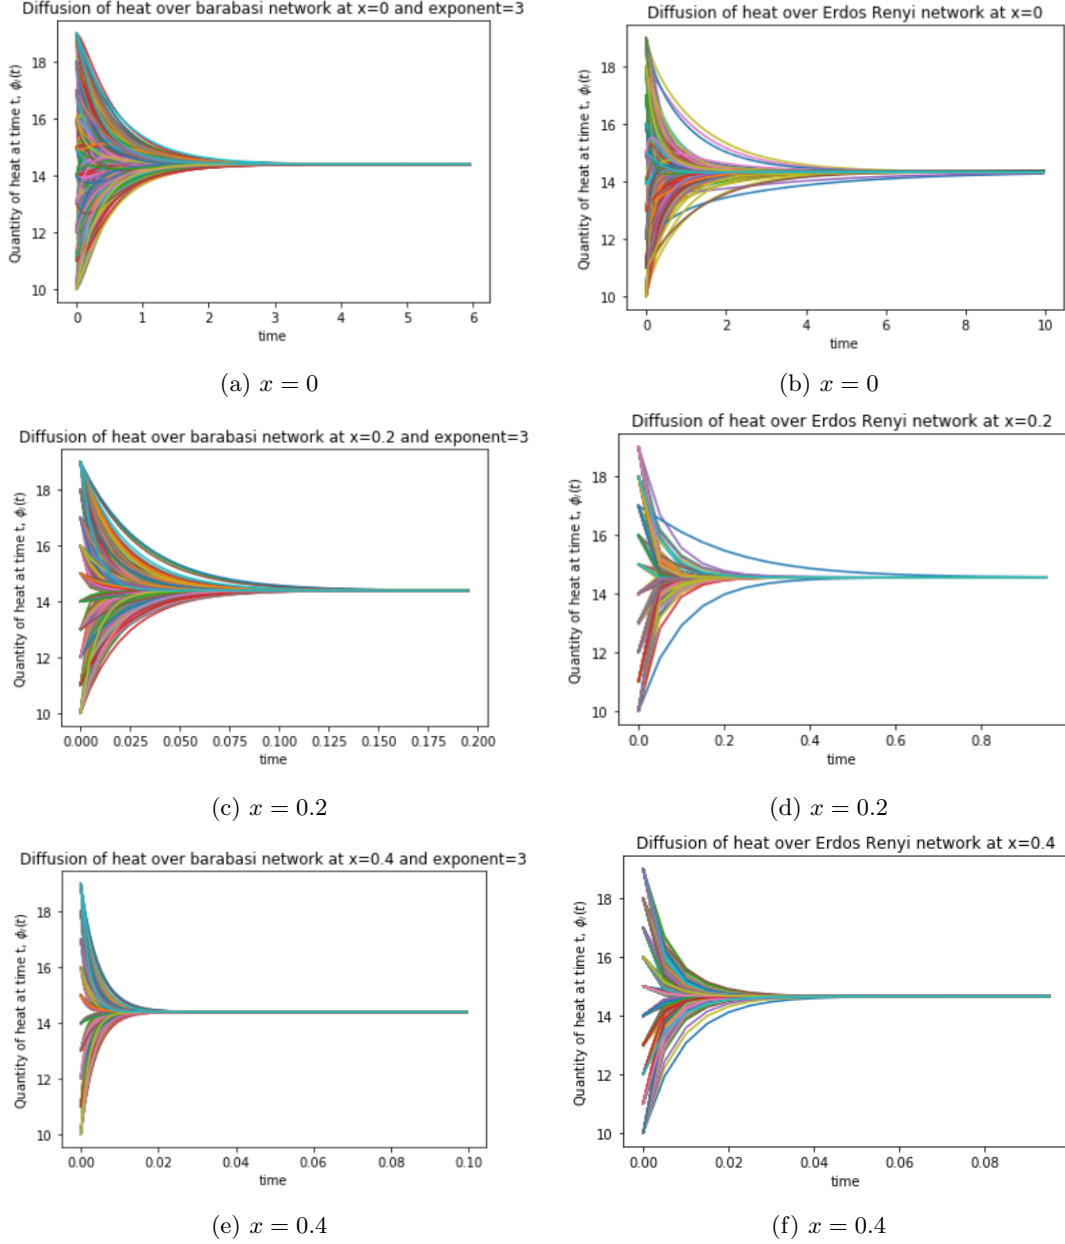 Diffusion of heat over barabasi network at x=0 and exponent=3
Quantity of heat at time t, ϕᵢ(t)
18
16
14
12
10
0 1 2 3 4 5 6
time
(a) x = 0
Diffusion of heat over Erdos Renyi network at x=0
Quantity of heat at time t, ϕᵢ(t)
18
16
14
12
10
0 2 4 6 8 10
time
(b) x = 0
Diffusion of heat over barabasi network at x=0.2 and exponent=3
Quantity of heat at time t, ϕᵢ(t)
18
16
14
12
10
0.000 0.025 0.050 0.075 0.100 0.125 0.150 0.175 0.200
time
(c) x = 0.2
Diffusion of heat over Erdos Renyi network at x=0.2
Quantity of heat at time t, ϕᵢ(t)
18
16
14
12
10
0.0 0.2 0.4 0.6 0.8
time
(d) x = 0.2
Diffusion of heat over barabasi network at x=0.4 and exponent=3
Quantity of heat at time t, ϕᵢ(t)
18
16
14
12
10
0.00 0.02 0.04 0.06 0.08 0.10
time
(e) x = 0.4
Diffusion of heat over Erdos Renyi network at x=0.4
Quantity of heat at time t, ϕᵢ(t)
18
16
14
12
10
0.00 0.02 0.04 0.06 0.08
time
(f) x = 0.4